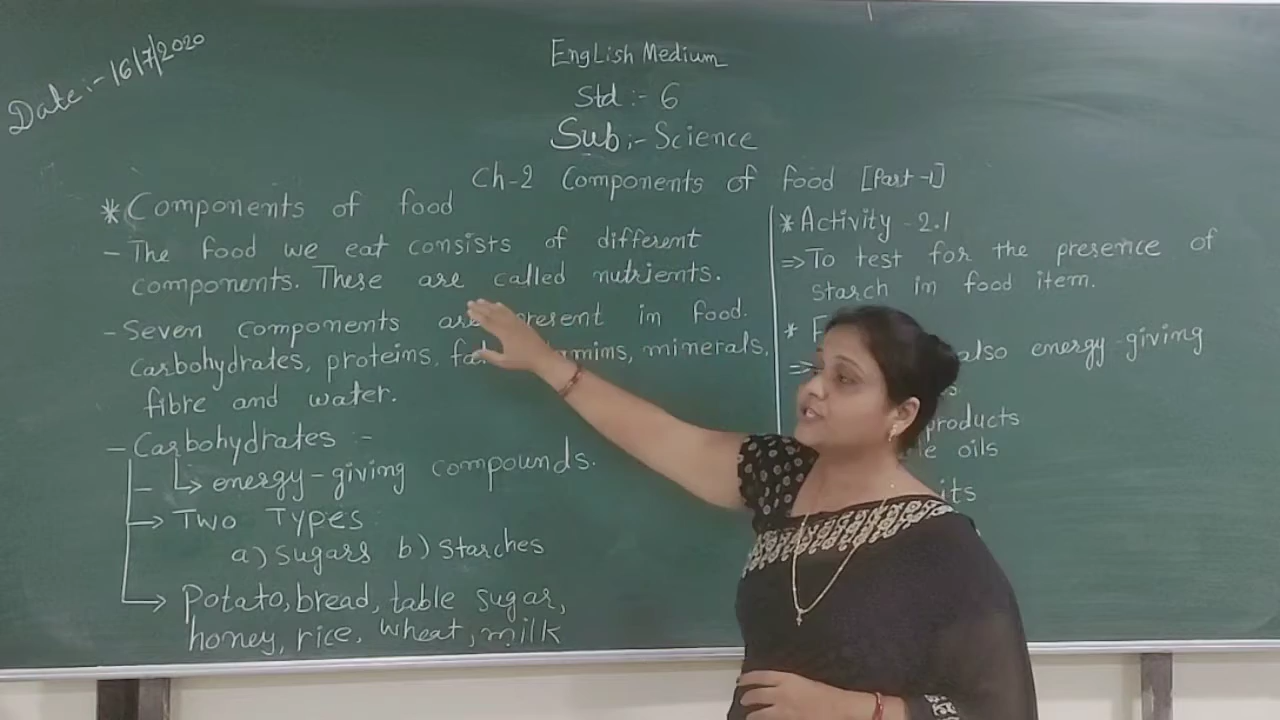 Date:- 16/7/2020
English Medium
Std :- 6
Sub :- Science
Ch-2 Components of food [Part-1]
* Components of food
- The food we eat consists of different
components. These are called nutrients.
- Seven components are present in food.
carbohydrates, proteins, minerals,
fibre and water.
- Carbohydrates :-
- ↳ energy-giving compounds.
→ Two Types
a) Sugars b) Starches
→ Potato, bread, table sugar,
honey, rice, wheat, milk
* Activity - 2.1
⇒ To test for the presence of
starch in food item.
*
⇒ also energy-giving
products
oils